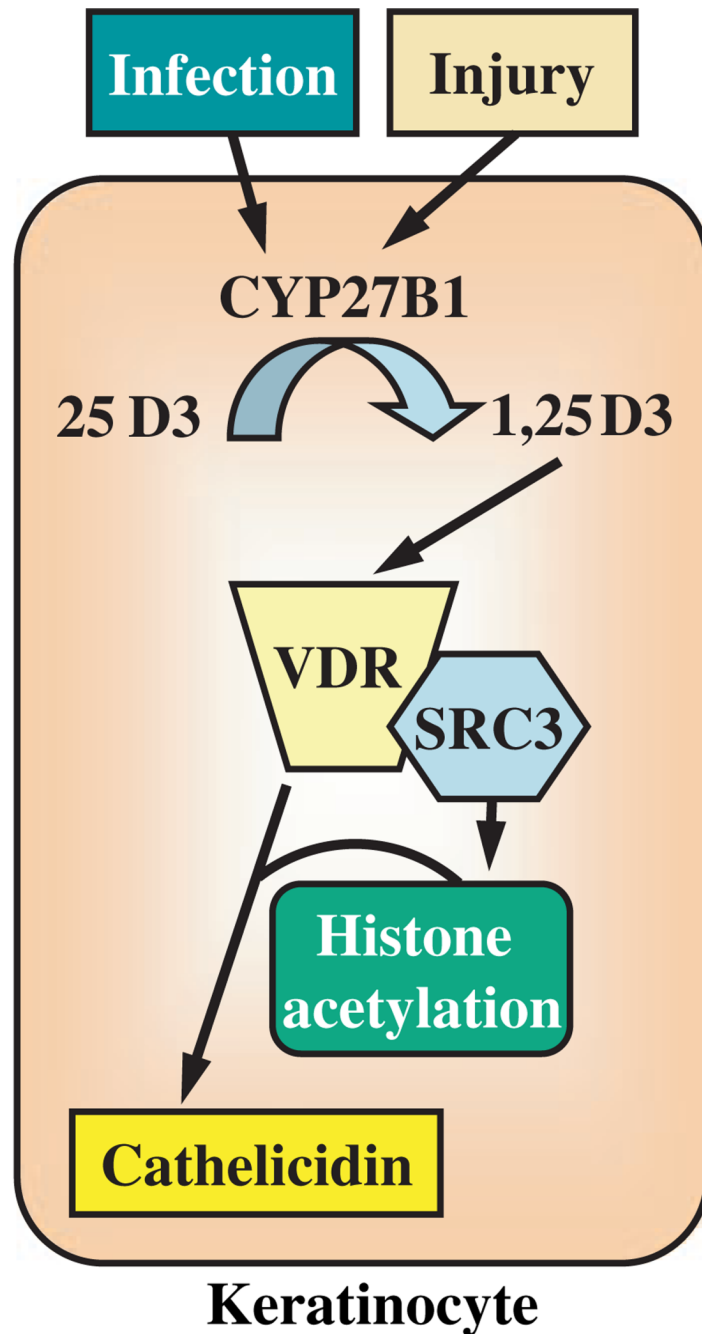 Infection
Injury
CYP27B1
25 D3
1,25 D3
VDR
SRC3
Histone
acetylation
Cathelicidin
Keratinocyte